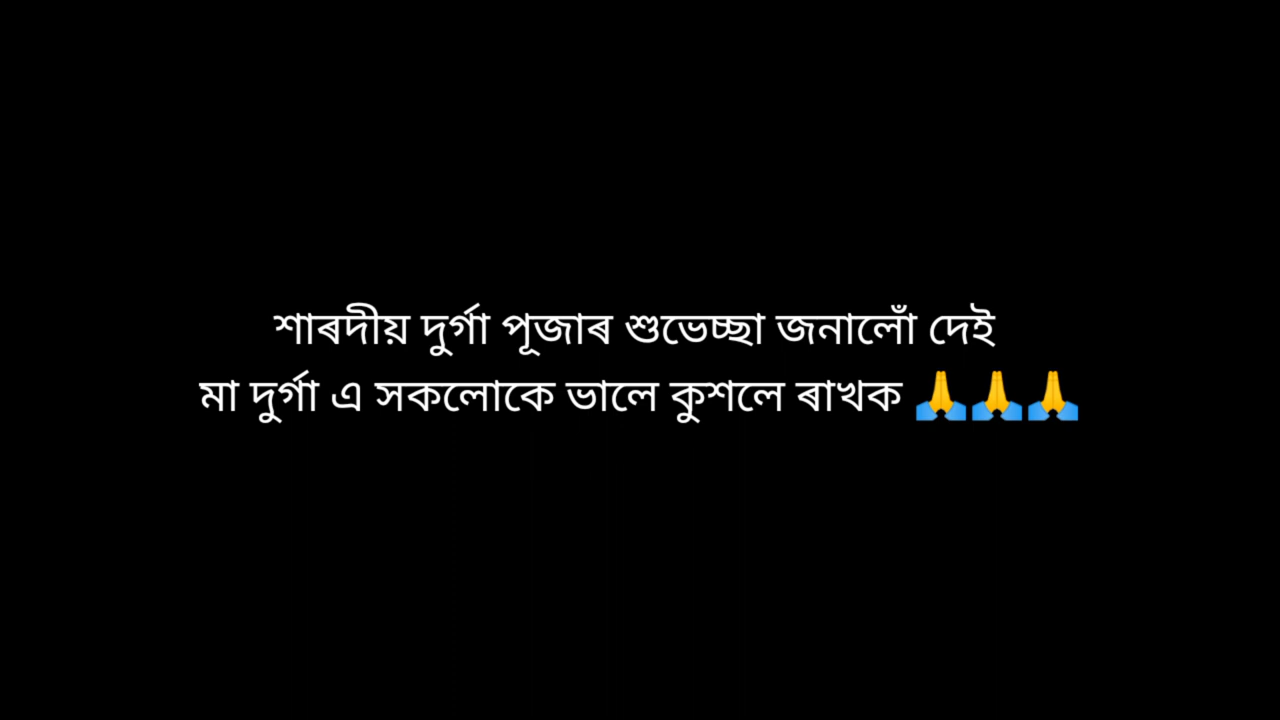 শাৰদীয় দুৰ্গা পূজাৰ শুভেচ্ছা জনালোঁ দেই
মা দুৰ্গা এ সকলোকে ভালে কুশলে ৰাখক 🙏🙏🙏